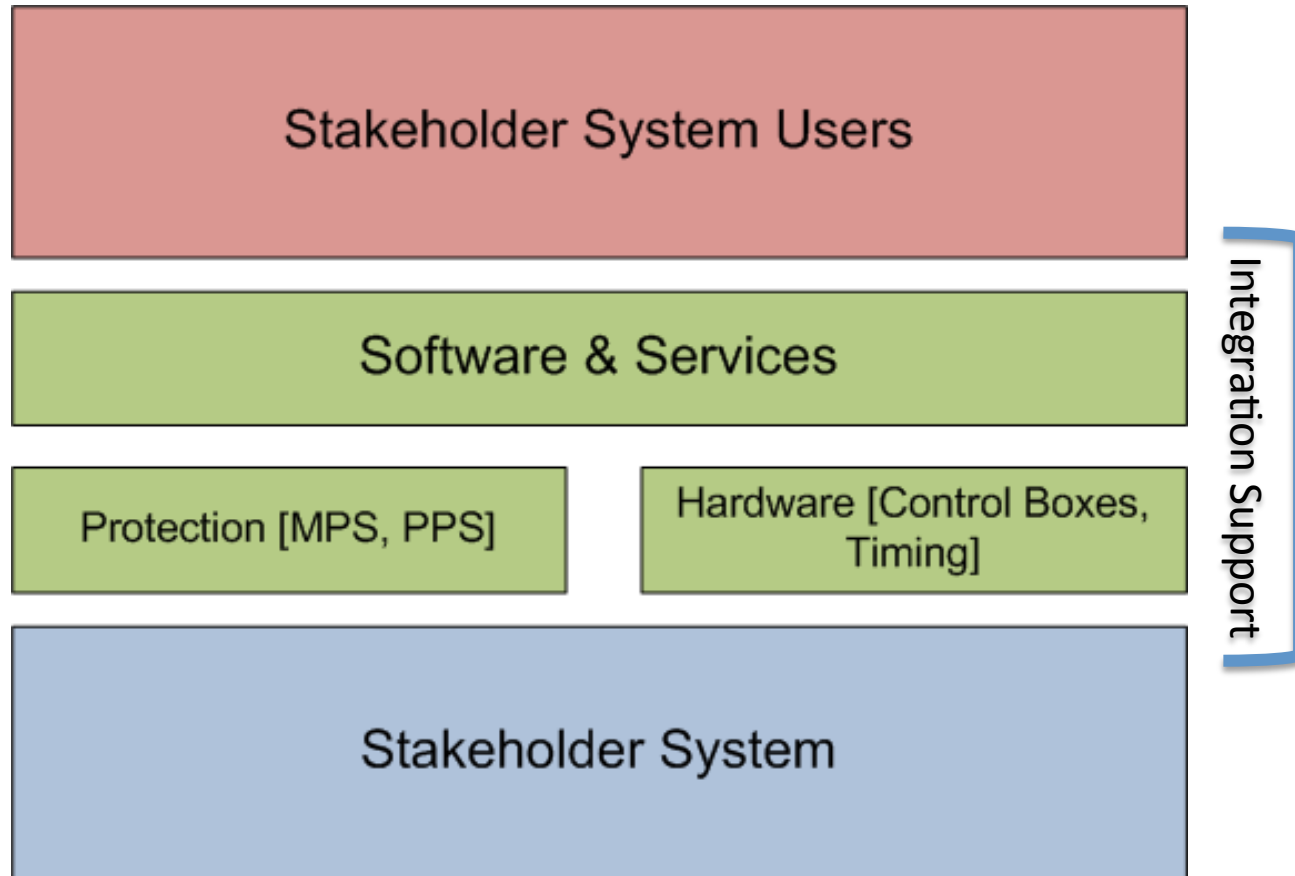 Stakeholder System Users
Software & Services
Protection [MPS, PPS]
Hardware [Control Boxes,
Timing]
Stakeholder System
Integration Support